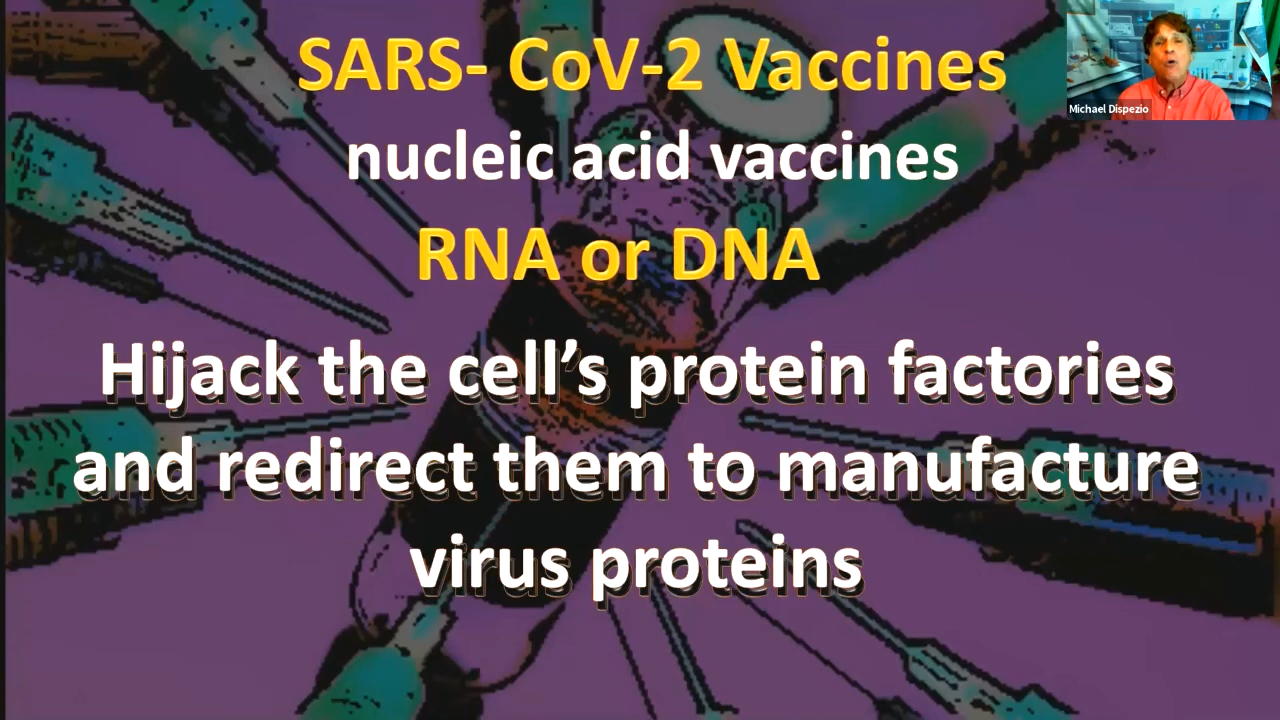 SARS- CoV-2 Vaccines
nucleic acid vaccines
RNA or DNA
Hijack the cell’s protein factories
and redirect them to manufacture
virus proteins
Michael Dispezio